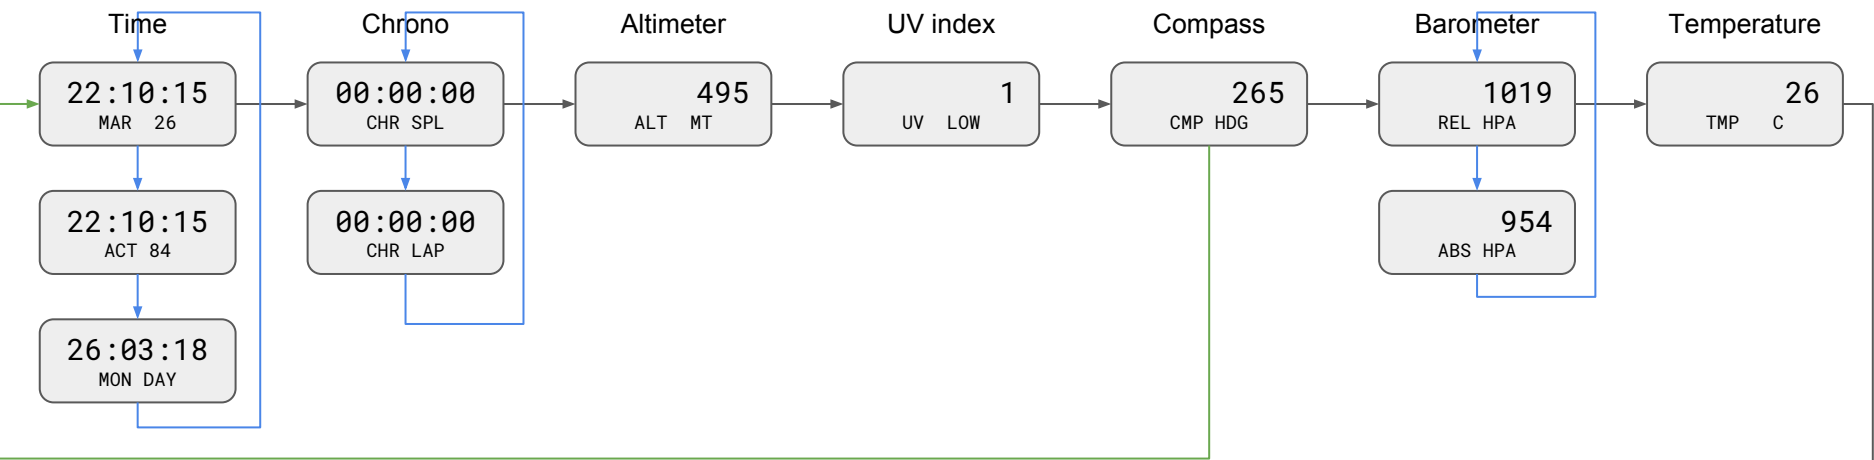 Time
Chrono
Altimeter
UV index
Compass
Barometer
Temperature
22:10:15
MAR 26
00:00:00
CHR SPL
495
ALT MT
1
UV LOW
265
CMP HDG
1019
REL HPA
26
TMP C
22:10:15
ACT 84
00:00:00
CHR LAP
954
ABS HPA
26:03:18
MON DAY